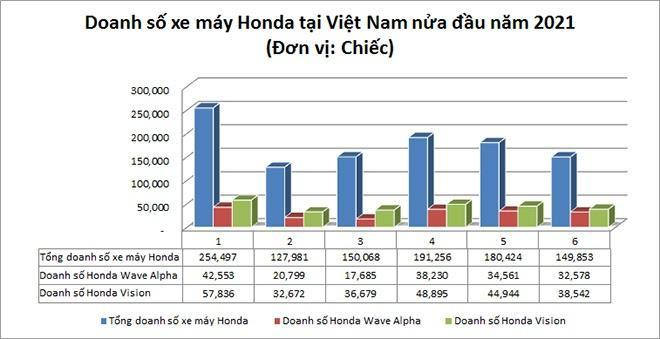 Doanh số xe máy Honda tại Việt Nam nửa đầu năm 2021
(Đơn vị: Chiếc)
300,000
250,000
200,000
150,000
100,000
50,000
-
1 2 3 4 5 6
Tổng doanh số xe máy Honda 254,497 127,981 150,068 191,256 180,424 149,853
Doanh số Honda Wave Alpha 42,553 20,799 17,685 38,230 34,561 32,578
Doanh số Honda Vision 57,836 32,672 36,679 48,895 44,944 38,542
Tổng doanh số xe máy Honda Doanh số Honda Wave Alpha Doanh số Honda Vision